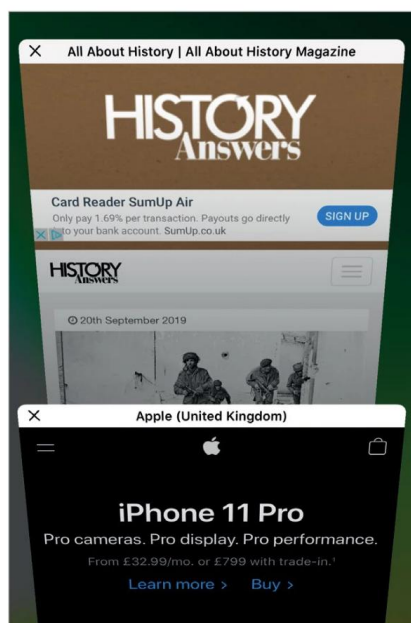 All About History | All About History Magazine
HISTORY
Answers
Card Reader SumUp Air
Only pay 1.69% per transaction. Payouts go directly
to your bank account. SumUp.co.uk
SIGN UP
HISTORY
Answers
20th September 2019
Apple (United Kingdom)
iPhone 11 Pro
Pro cameras. Pro display. Pro performance.
From £32.99/mo. or £799 with trade-in.¹
Learn more > Buy >